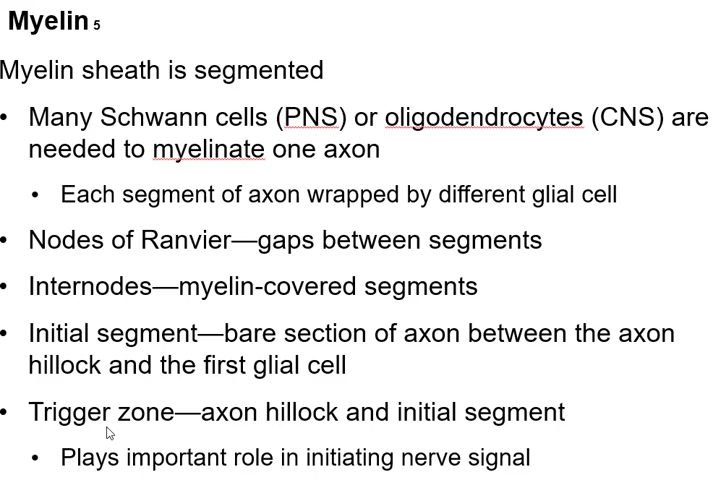 Myelin 5
Myelin sheath is segmented
• Many Schwann cells (PNS) or oligodendrocytes (CNS) are
needed to myelinate one axon
• Each segment of axon wrapped by different glial cell
• Nodes of Ranvier—gaps between segments
• Internodes—myelin-covered segments
• Initial segment—bare section of axon between the axon
hillock and the first glial cell
• Trigger zone—axon hillock and initial segment
• Plays important role in initiating nerve signal